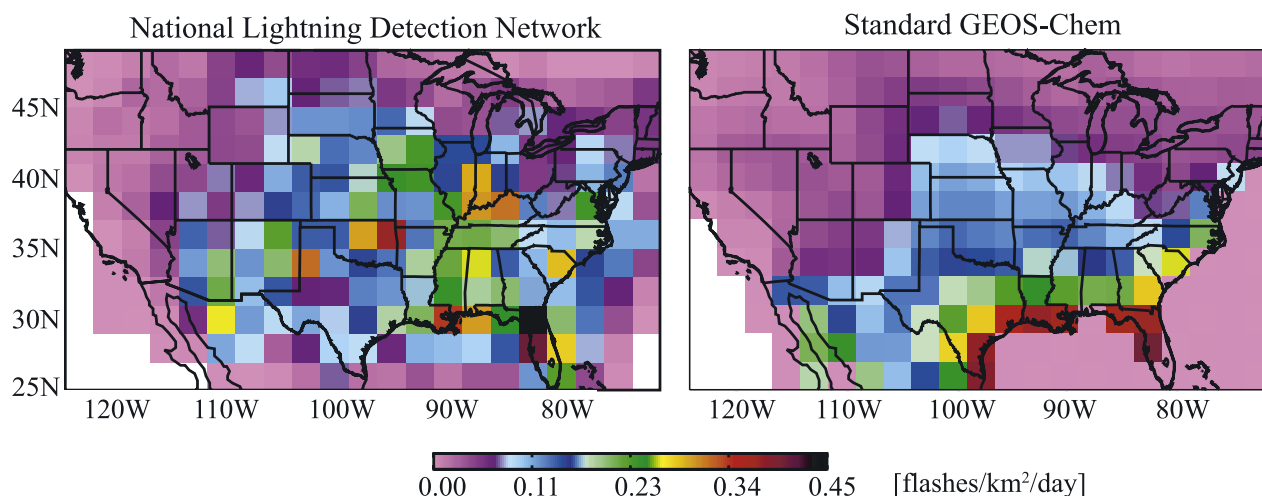 National Lightning Detection Network
Standard GEOS-Chem
45N
40N
35N
30N
25N
120W 110W 100W 90W 80W
120W 110W 100W 90W 80W
0.00 0.11 0.23 0.34 0.45 [flashes/km²/day]